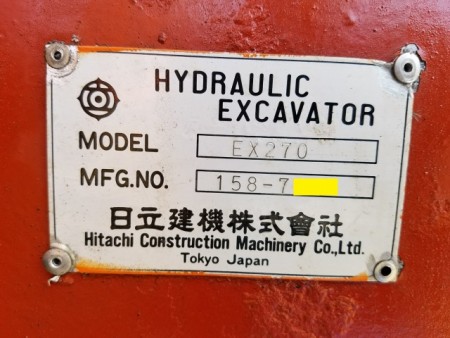 HYDRAULIC
EXCAVATOR
MODEL EX270
MFG.NO. 158-7
日立建機株式會社
Hitachi Construction Machinery Co.,Ltd.
Tokyo Japan